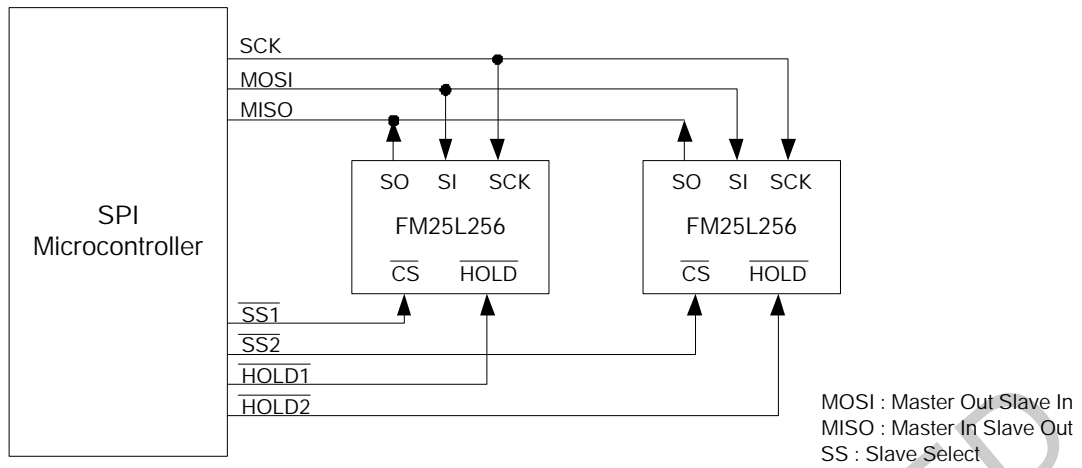 SCK
MOSI
MISO
SO SI SCK
SO SI SCK
SPI
Microcontroller
FM25L256
FM25L256
CS HOLD
CS HOLD
SS1
SS2
HOLD1
HOLD2
MOSI : Master Out Slave In
MISO : Master In Slave Out
SS : Slave Select